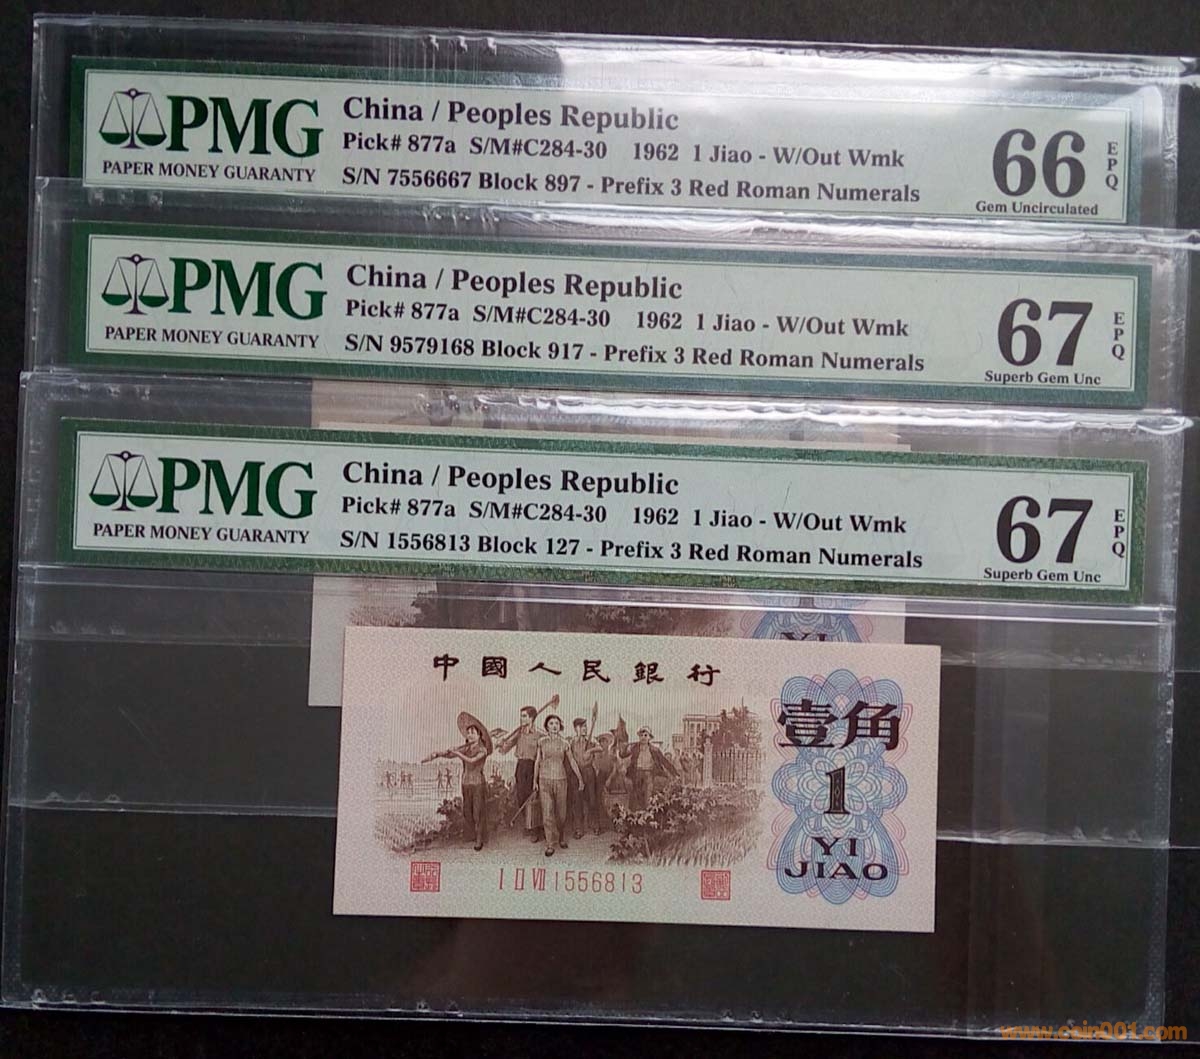 PMG
PAPER MONEY GUARANTY
China / Peoples Republic
Pick# 877a S/M#C284-30 1962 1 Jiao - W/Out Wmk
S/N 7556667 Block 897 - Prefix 3 Red Roman Numerals
66
EPQ
Gem Uncirculated
PMG
PAPER MONEY GUARANTY
China / Peoples Republic
Pick# 877a S/M#C284-30 1962 1 Jiao - W/Out Wmk
S/N 9579168 Block 917 - Prefix 3 Red Roman Numerals
67
EPQ
Superb Gem Unc
PMG
PAPER MONEY GUARANTY
China / Peoples Republic
Pick# 877a S/M#C284-30 1962 1 Jiao - W/Out Wmk
S/N 1556813 Block 127 - Prefix 3 Red Roman Numerals
67
EPQ
Superb Gem Unc
1
YI
中國人民銀行
壹角
1
YI
JIAO
I II VII 1556813
www.coin001.com